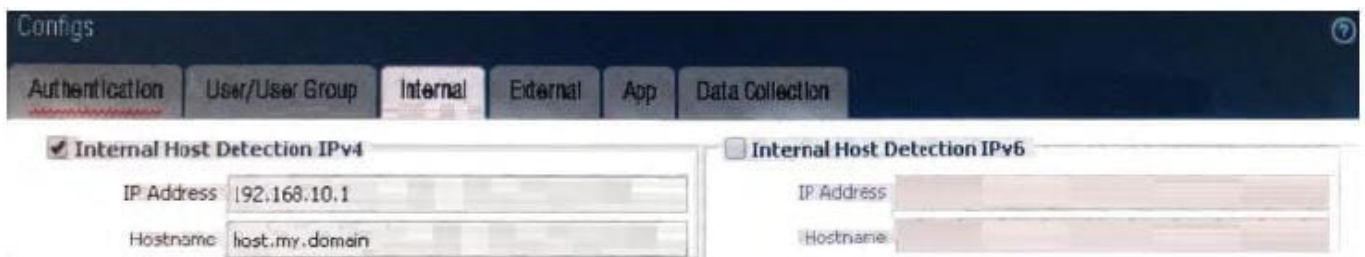 Configs
Authentication User/User Group Internal External App Data Collection
Internal Host Detection IPv4
IP Address 192.168.10.1
Hostname host.my.domain
Internal Host Detection IPv6
IP Address
Hostname